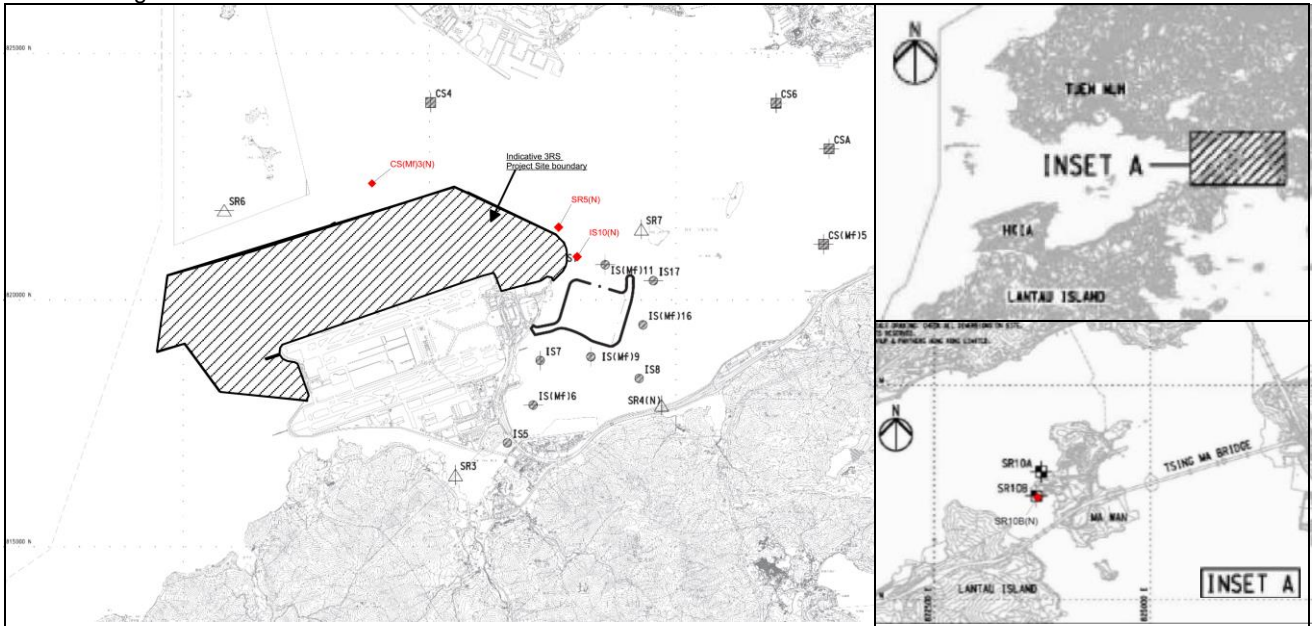 825000 N
CS4
CS6
CSA
CS(Mf)3(N)
Indicative 3RS
Project Site boundary
SR6
SR5(N)
SR7
IS10(N)
CS(Mf)5
IS(Mf)11
IS17
820000 N
IS(Mf)16
IS7
IS(Mf)9
IS8
SR4(N)
IS(Mf)6
IS5
SR3
815000 N
N
TUEN MUN
INSET A
HKIA
LANTAU ISLAND
N
SR10A
SR10B
SR10B(N)
TSING MA BRIDGE
MA WAN
LANTAU ISLAND
INSET A
822500 E
825000 E